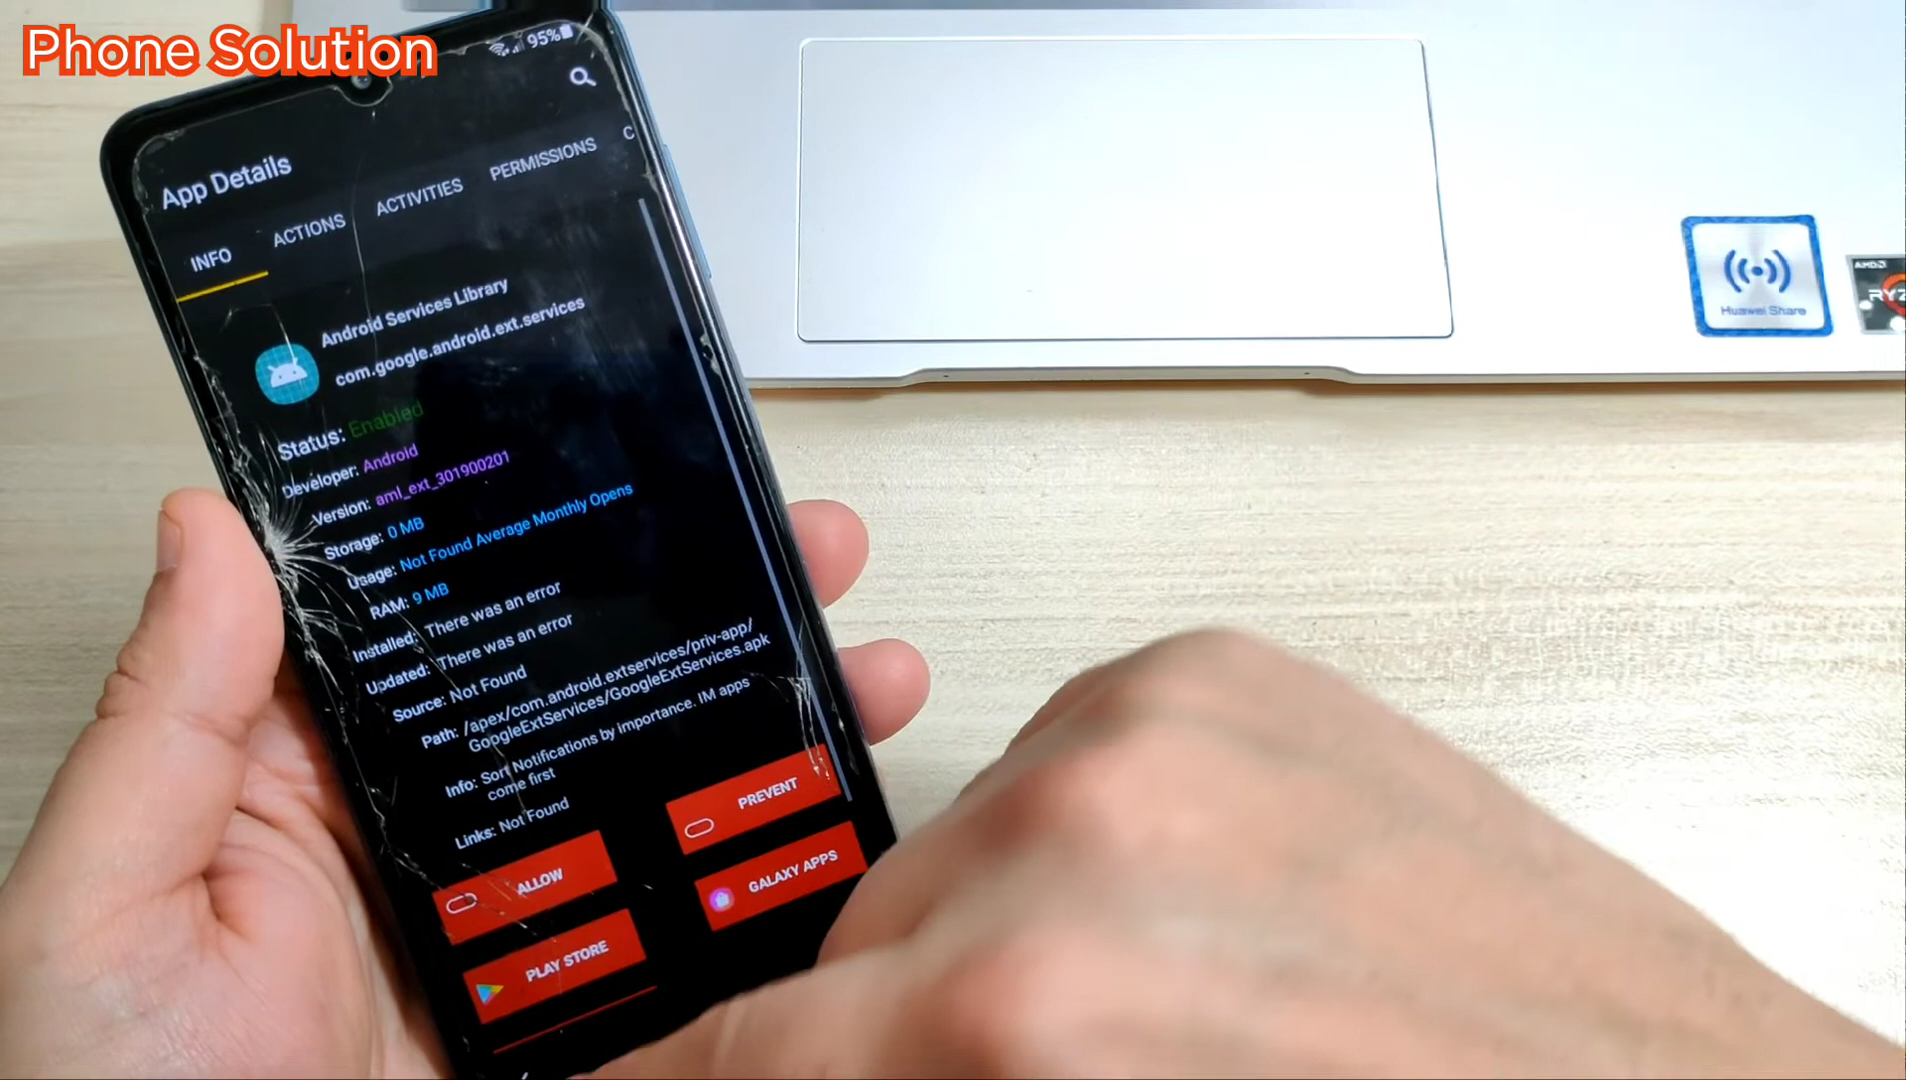 Phone Solution
95%
App Details
INFO
ACTIONS
ACTIVITIES
PERMISSIONS
C
Android Services Library
com.google.android.ext.services
Status: Enabled
Developer: Android
Version: aml_ext_301900201
Storage: 0 MB
Usage: Not Found Average Monthly Opens
RAM: 9 MB
Installed: There was an error
Updated: There was an error
Source: Not Found
Path: /apex/com.android.extservices/priv-app/
GoogleExtServices/GoogleExtServices.apk
Info: Sort Notifications by importance. IM apps
come first
Links: Not Found
ALLOW
PREVENT
PLAY STORE
GALAXY APPS
Huawei Share
AMD
RYZ